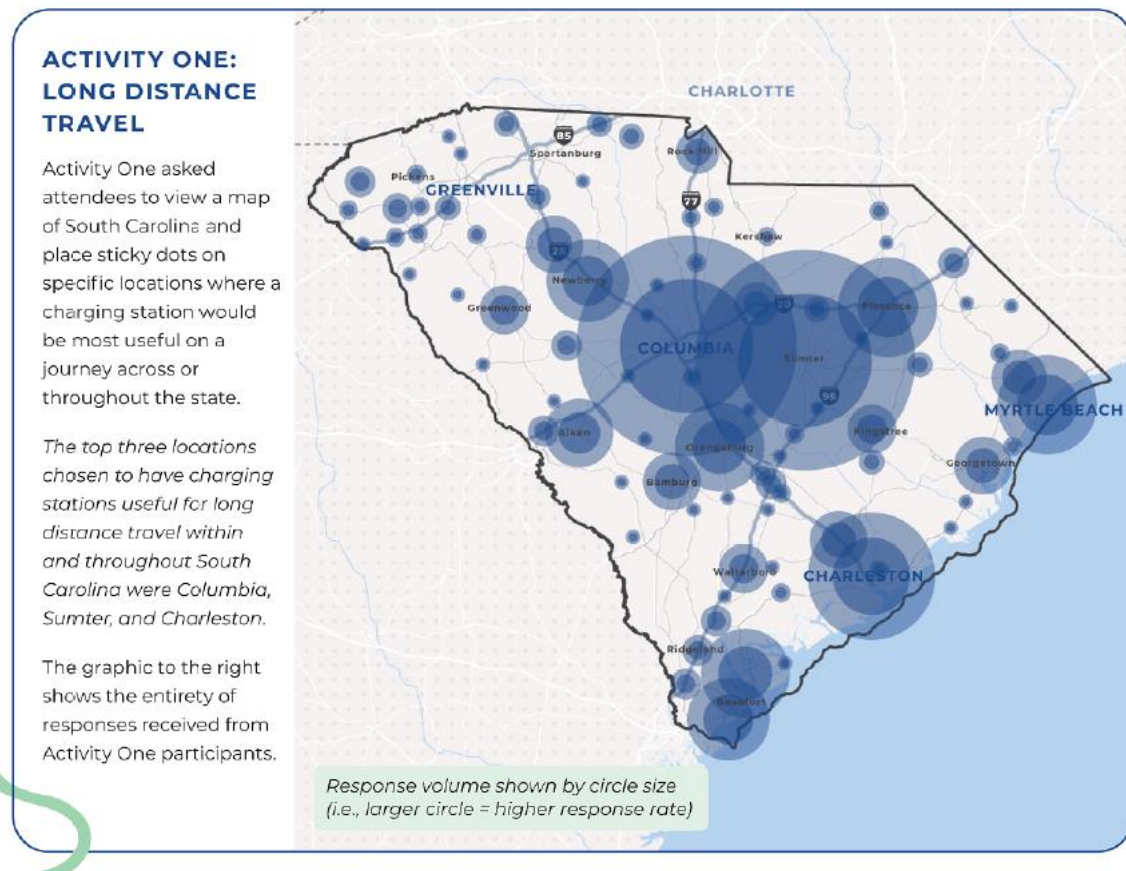 ACTIVITY ONE:
LONG DISTANCE
TRAVEL
Activity One asked
attendees to view a map
of South Carolina and
place sticky dots on
specific locations where a
charging station would
be most useful on a
journey across or
throughout the state.
The top three locations
chosen to have charging
stations useful for long
distance travel within
and throughout South
Carolina were Columbia,
Sumter, and Charleston.
The graphic to the right
shows the entirety of
responses received from
Activity One participants.
CHARLOTTE
85
Spartanburg
Rock Hill
Pickens
GREENVILLE
77
Kershaw
26
Newberry
20
Florence
Greenwood
COLUMBIA
Sumter
95
MYRTLE BEACH
Aiken
Orangeburg
Kingstree
Georgetown
Bamburg
Walterboro
CHARLESTON
Ridgeland
Beaufort
Response volume shown by circle size
(i.e., larger circle = higher response rate)